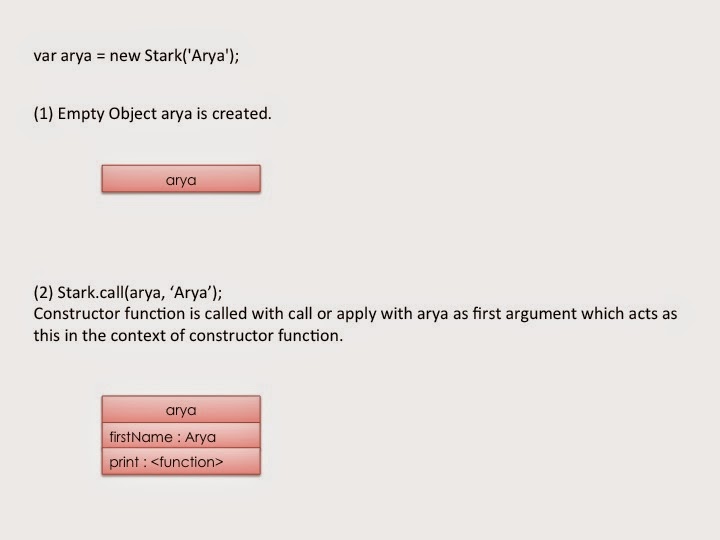 var arya = new Stark('Arya');
(1) Empty Object arya is created.
arya
(2) Stark.call(arya, ‘Arya’);
Constructor function is called with call or apply with arya as first argument which acts as
this in the context of constructor function.
arya
firstName : Arya
print : <function>